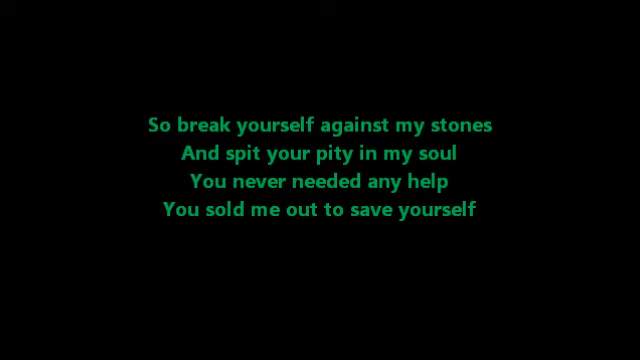 So break yourself against my stones
And spit your pity in my soul
You never needed any help
You sold me out to save yourself